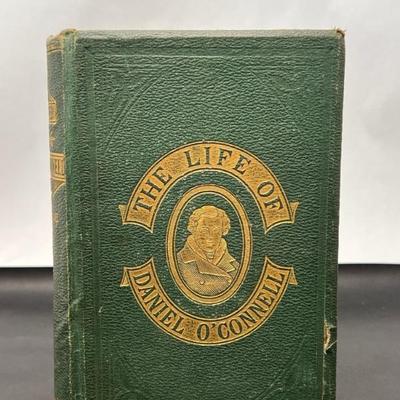 THE LIFE OF
DANIEL O'CONNELL